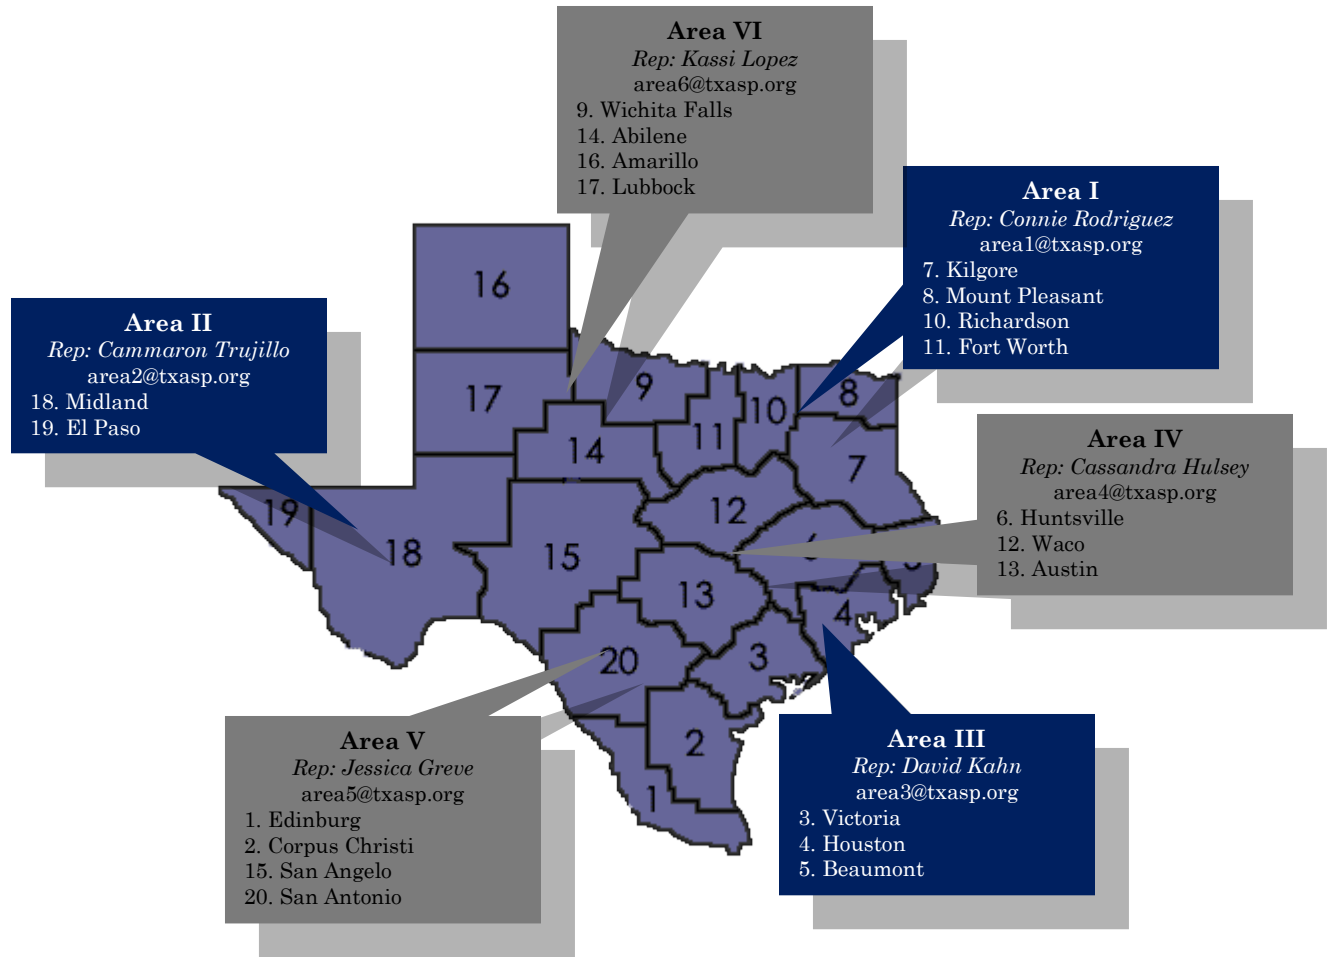 Area VI
Rep: Kassi Lopez
area6@txasp.org
9. Wichita Falls
14. Abilene
16. Amarillo
17. Lubbock
Area I
Rep: Connie Rodriguez
area1@txasp.org
7. Kilgore
8. Mount Pleasant
10. Richardson
11. Fort Worth
Area II
Rep: Cammaron Trujillo
area2@txasp.org
18. Midland
19. El Paso
Area IV
Rep: Cassandra Hulsey
area4@txasp.org
6. Huntsville
12. Waco
13. Austin
16
17
9
10
8
11
14
7
12
19
18
15
6
5
13
4
20
3
2
1
Area V
Rep: Jessica Greve
area5@txasp.org
1. Edinburg
2. Corpus Christi
15. San Angelo
20. San Antonio
Area III
Rep: David Kahn
area3@txasp.org
3. Victoria
4. Houston
5. Beaumont